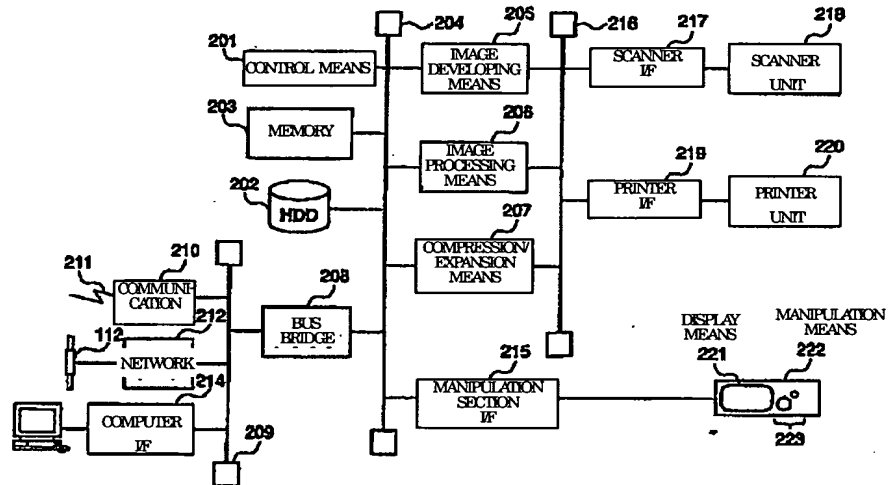 204
205
216
217
218
201
CONTROL MEANS
IMAGE
DEVELOPING
MEANS
SCANNER
I/F
SCANNER
UNIT
203
MEMORY
206
IMAGE
PROCESSING
MEANS
219
220
202
HDD
PRINTER
I/F
PRINTER
UNIT
207
COMPRESSION/
EXPANSION
MEANS
211
210
COMMUNI-
CATION
208
BUS
BRIDGE
112
212
NETWORK
214
COMPUTER
I/F
209
215
MANIPULATION
SECTION I/F
DISPLAY
MEANS
221
MANIPULATION
MEANS
222
223